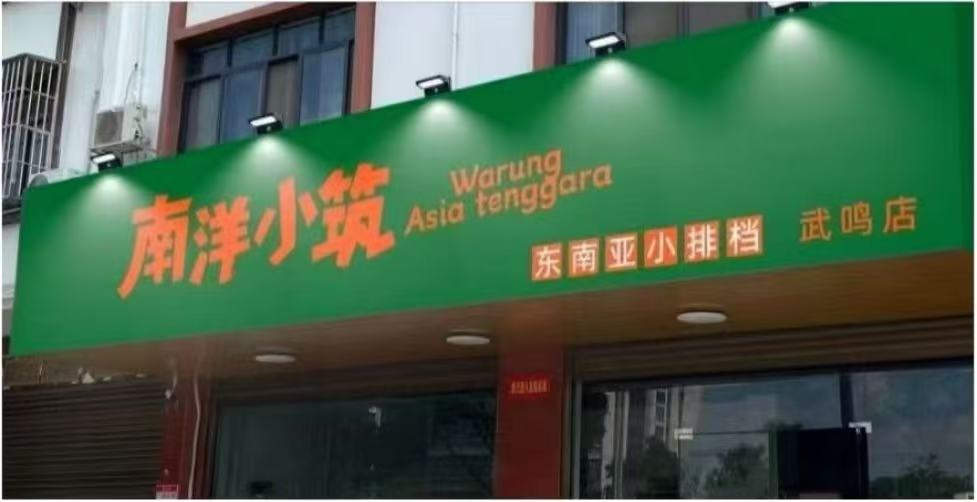 南洋小筑
Warung
Asia tenggara
东南亚小排档
武鸣店